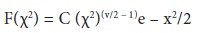 F(χ²) = C (χ²)⁽ᵛ/² ⁻ ¹⁾e – x²/2